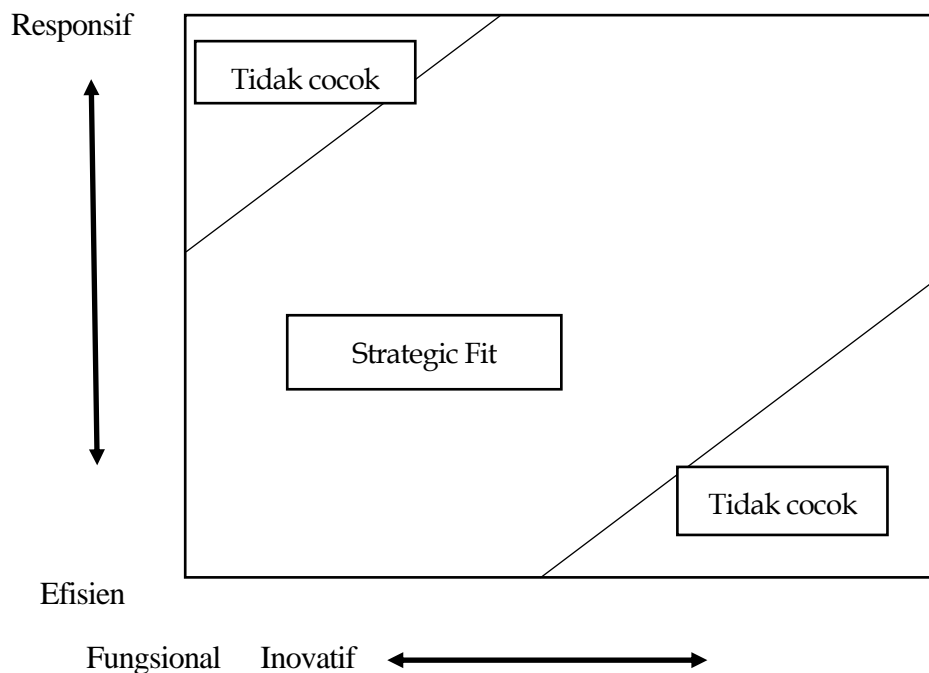 Responsif
Tidak cocok
Strategic Fit
Tidak cocok
Efisien
Fungsional Inovatif